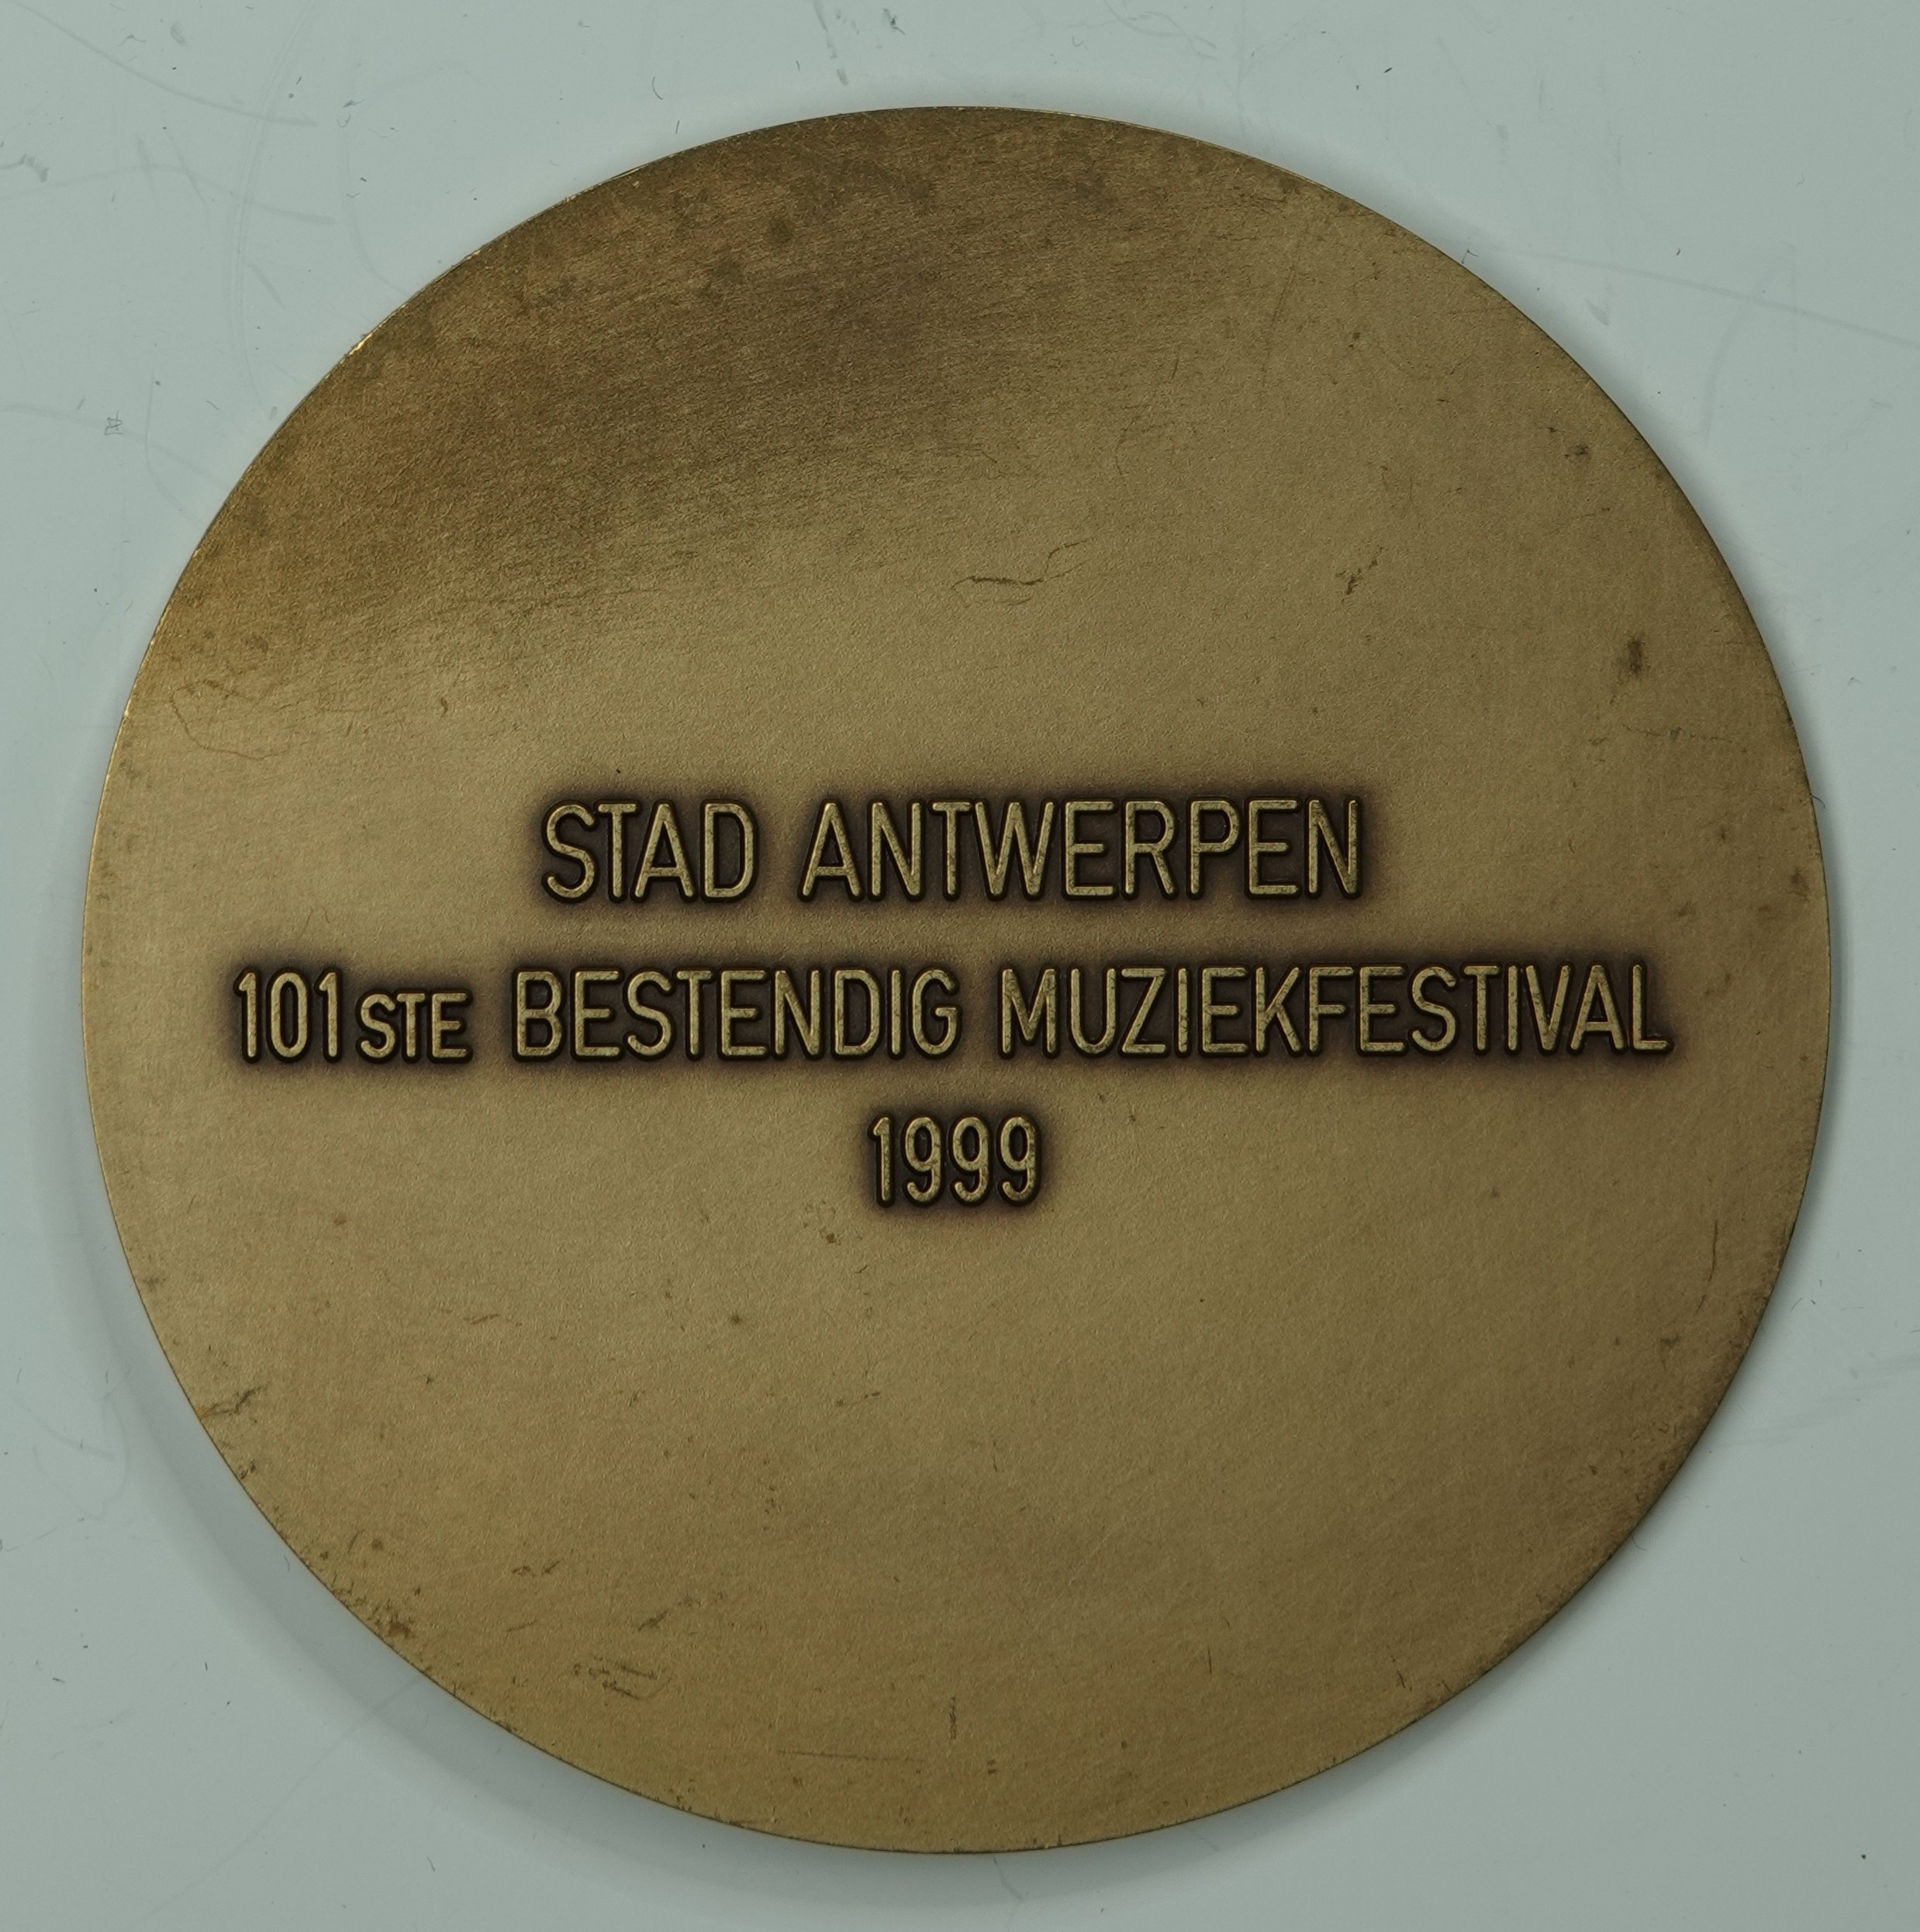 STAD ANTWERPEN
101STE BESTENDIG MUZIEKFESTIVAL
1999